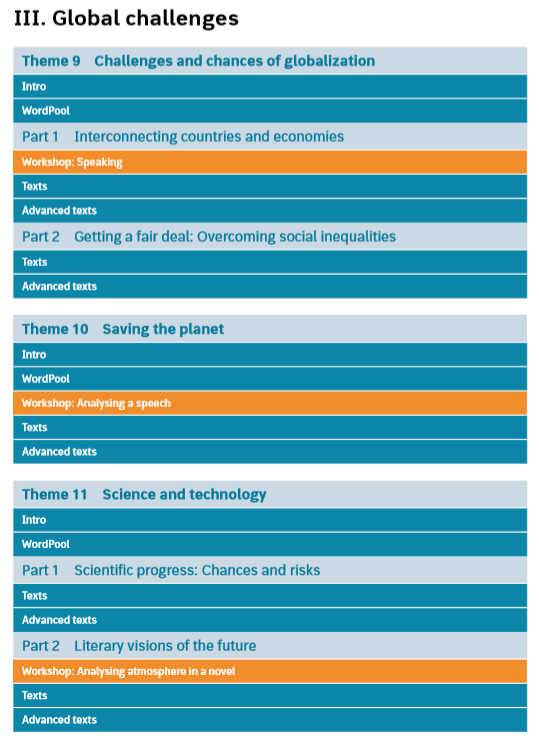 III. Global challenges
Theme 9 Challenges and chances of globalization
Intro
WordPool
Part 1 Interconnecting countries and economies
Workshop: Speaking
Texts
Advanced texts
Part 2 Getting a fair deal: Overcoming social inequalities
Texts
Advanced texts
Theme 10 Saving the planet
Intro
WordPool
Workshop: Analysing a speech
Texts
Advanced texts
Theme 11 Science and technology
Intro
WordPool
Part 1 Scientific progress: Chances and risks
Texts
Advanced texts
Part 2 Literary visions of the future
Workshop: Analysing atmosphere in a novel
Texts
Advanced texts